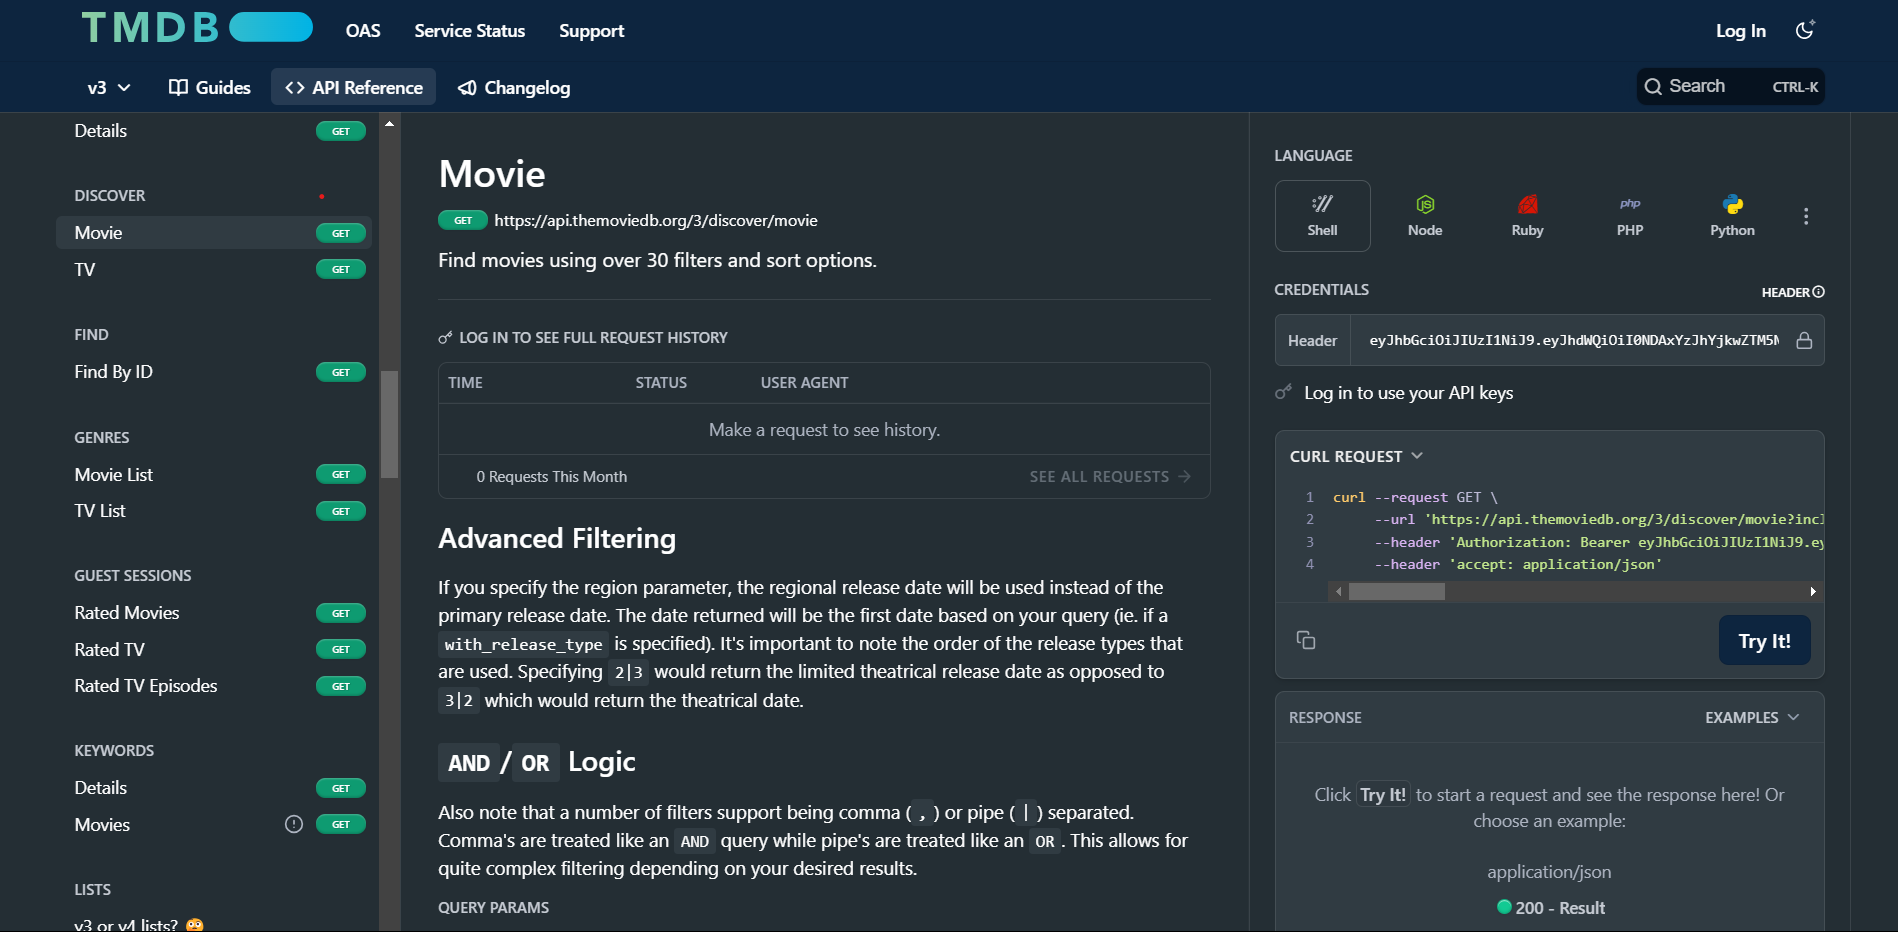 TMDB
OAS
Service Status
Support
Log In
v3
Guides
<> API Reference
Changelog
Search
CTRL-K
Details GET
DISCOVER
Movie GET
TV GET
FIND
Find By ID GET
GENRES
Movie List GET
TV List GET
GUEST SESSIONS
Rated Movies GET
Rated TV GET
Rated TV Episodes GET
KEYWORDS
Details GET
Movies GET
LISTS
v3 or v4 lists? 😳
Movie
GET https://api.themoviedb.org/3/discover/movie
Find movies using over 30 filters and sort options.
LOG IN TO SEE FULL REQUEST HISTORY
TIME STATUS USER AGENT
Make a request to see history.
0 Requests This Month SEE ALL REQUESTS →
Advanced Filtering
If you specify the region parameter, the regional release date will be used instead of the
primary release date. The date returned will be the first date based on your query (ie. if a
with_release_type is specified). It's important to note the order of the release types that
are used. Specifying 2|3 would return the limited theatrical release date as opposed to
3|2 which would return the theatrical date.
AND / OR Logic
Also note that a number of filters support being comma ( , ) or pipe ( | ) separated.
Comma's are treated like an AND query while pipe's are treated like an OR . This allows for
quite complex filtering depending on your desired results.
QUERY PARAMS
LANGUAGE
Shell
Node
Ruby
php
PHP
Python
CREDENTIALS
HEADER
Header eyJhbGciOiJIUzI1NiJ9.eyJhdWQiOiI0NDAxYzJhYjkwZTM5N
Log in to use your API keys
CURL REQUEST
1 curl --request GET \
2 --url 'https://api.themoviedb.org/3/discover/movie?incl
3 --header 'Authorization: Bearer eyJhbGciOiJIUzI1NiJ9.ey
4 --header 'accept: application/json'
Try It!
RESPONSE
EXAMPLES
Click Try It! to start a request and see the response here! Or
choose an example:
application/json
200 - Result